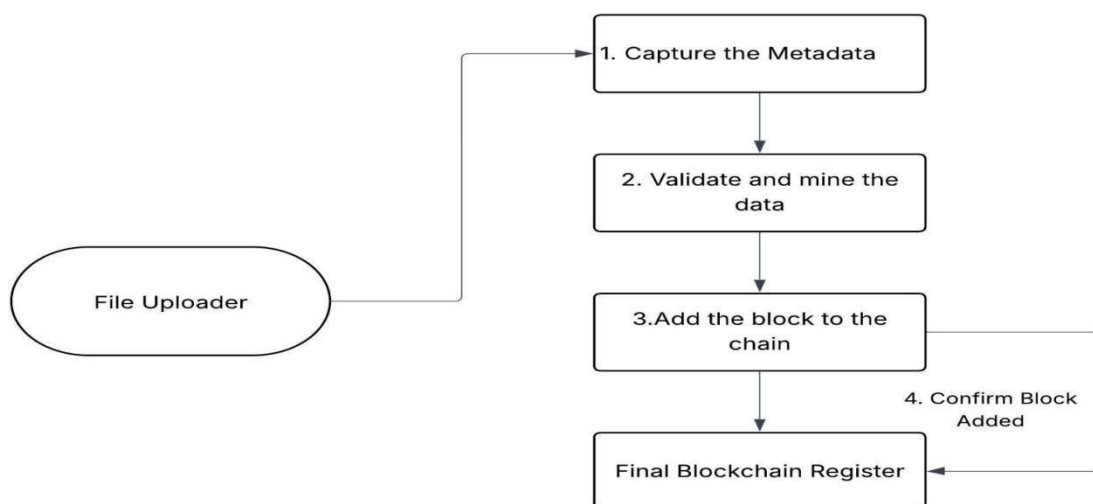 1. Capture the Metadata
2. Validate and mine the
data
File Uploader
3.Add the block to the
chain
4. Confirm Block
Added
Final Blockchain Register